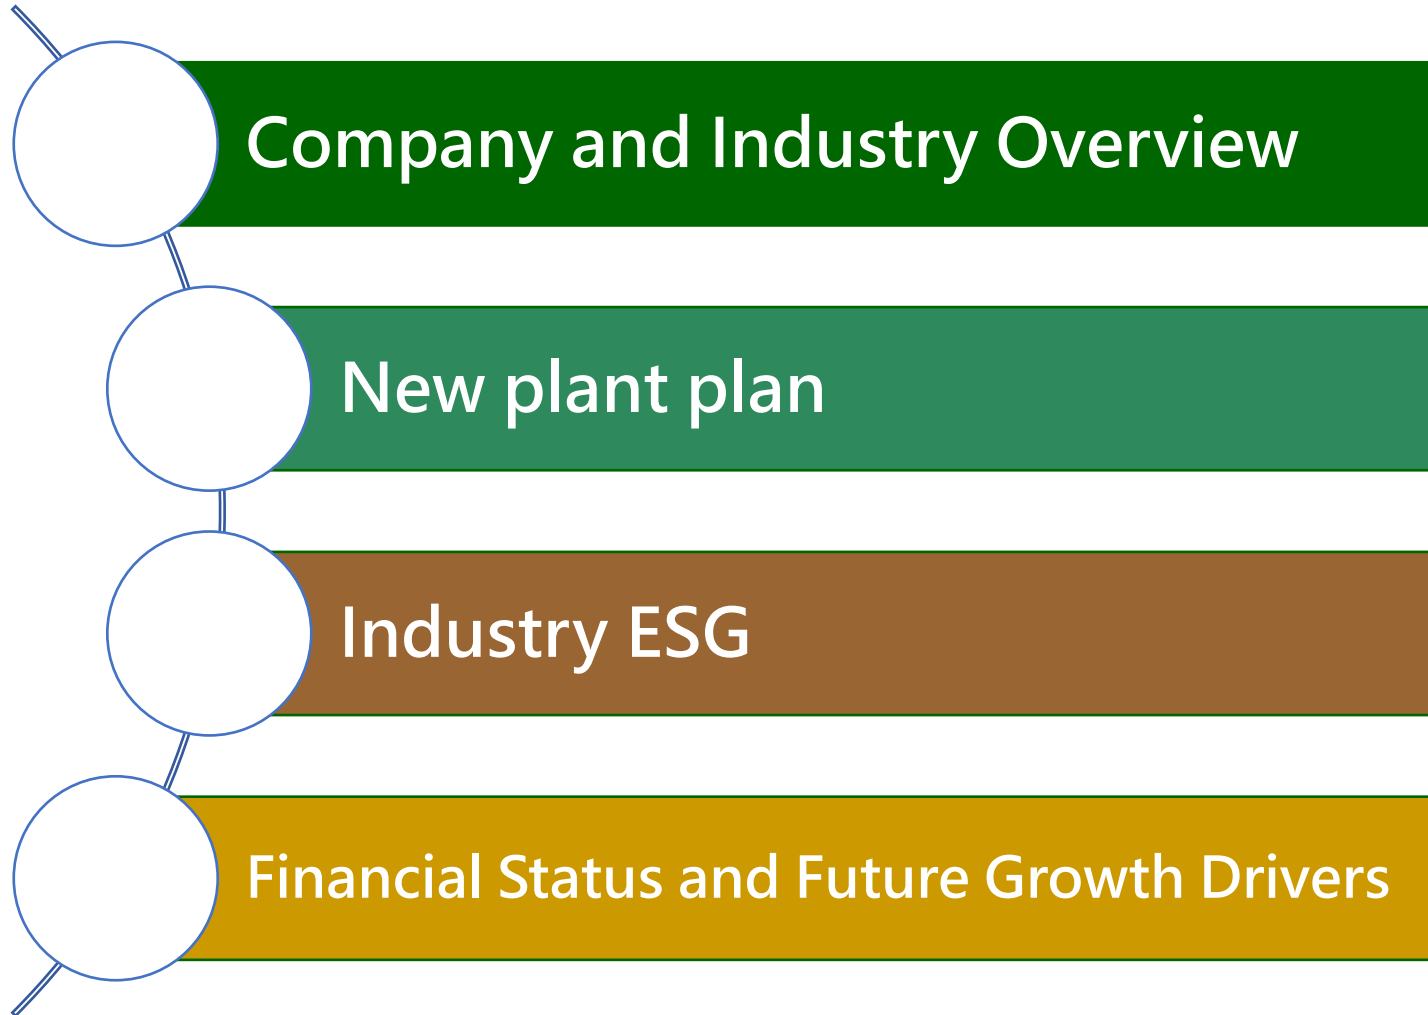 Company and Industry Overview
New plant plan
Industry ESG
Financial Status and Future Growth Drivers